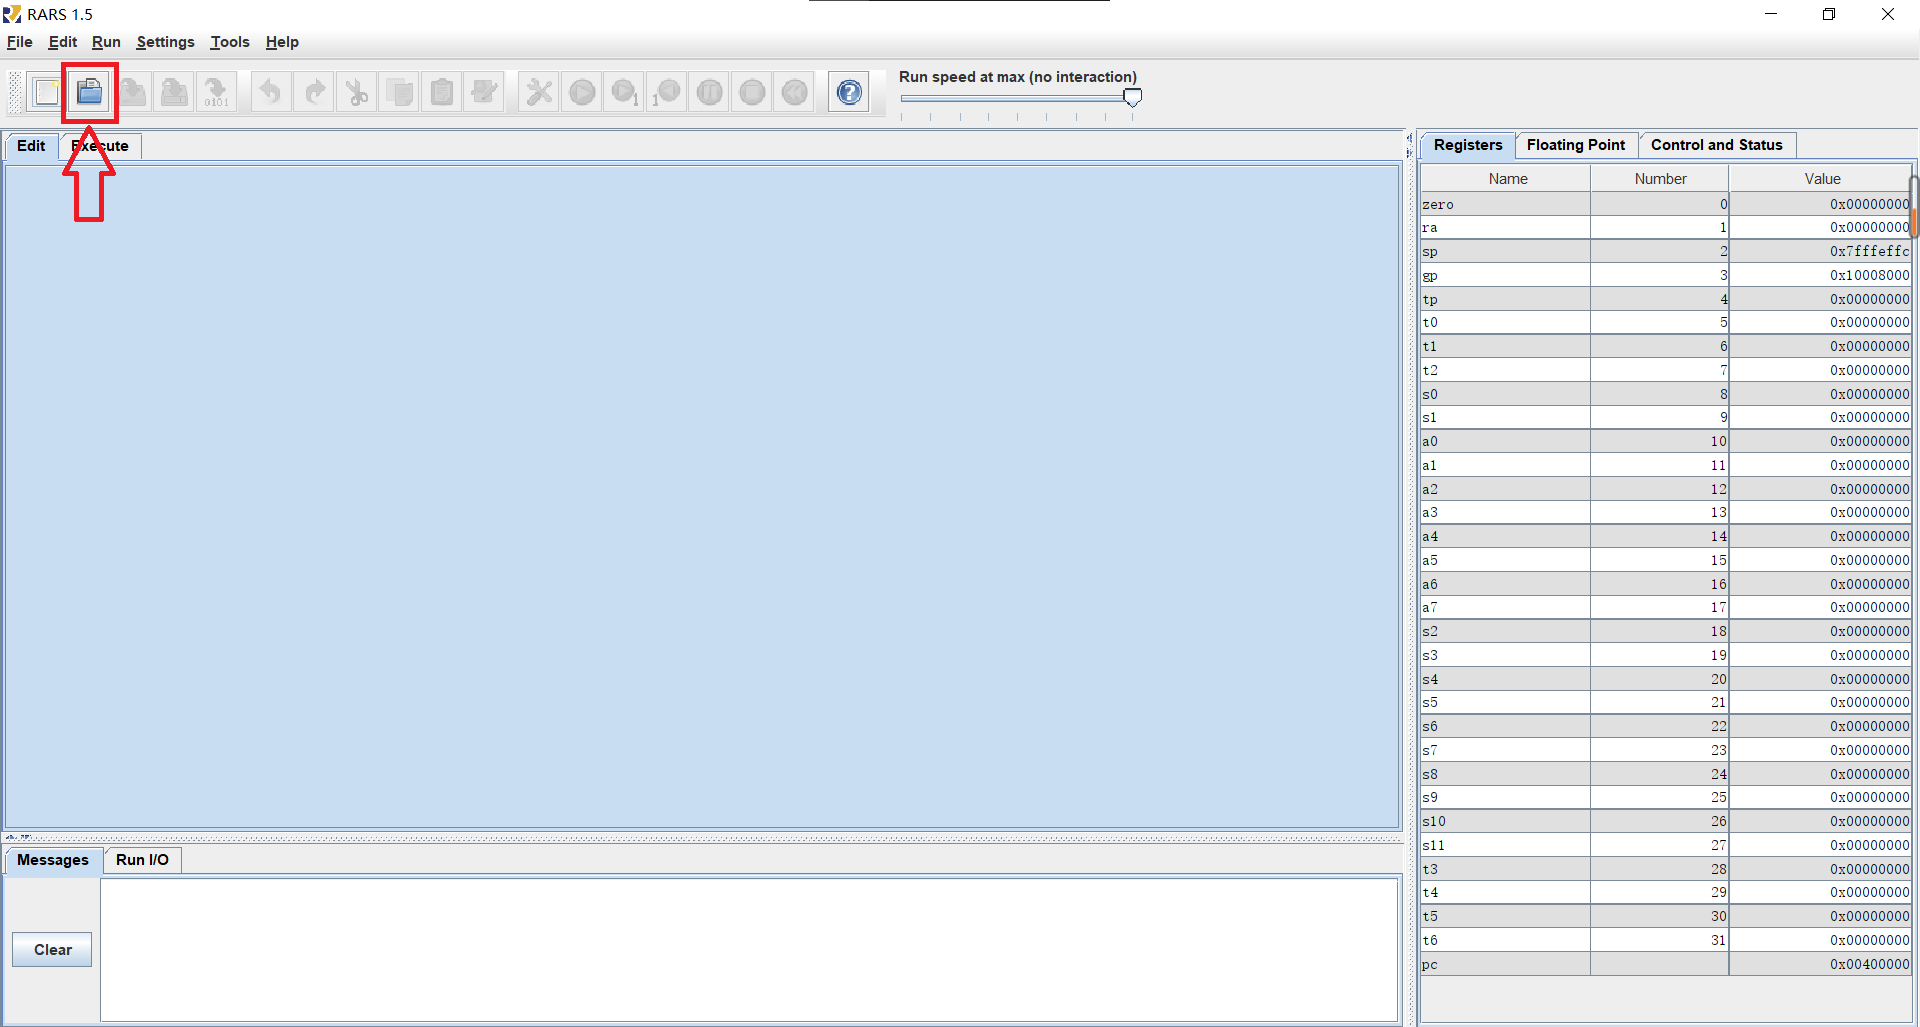 RARS 1.5
File Edit Run Settings Tools Help
0101
1
1
?
Run speed at max (no interaction)
Edit Execute
Registers Floating Point Control and Status
Name Number Value
zero 0 0x00000000
ra 1 0x00000000
sp 2 0x7fffeffc
gp 3 0x10008000
tp 4 0x00000000
t0 5 0x00000000
t1 6 0x00000000
t2 7 0x00000000
s0 8 0x00000000
s1 9 0x00000000
a0 10 0x00000000
a1 11 0x00000000
a2 12 0x00000000
a3 13 0x00000000
a4 14 0x00000000
a5 15 0x00000000
a6 16 0x00000000
a7 17 0x00000000
s2 18 0x00000000
s3 19 0x00000000
s4 20 0x00000000
s5 21 0x00000000
s6 22 0x00000000
s7 23 0x00000000
s8 24 0x00000000
s9 25 0x00000000
s10 26 0x00000000
s11 27 0x00000000
t3 28 0x00000000
t4 29 0x00000000
t5 30 0x00000000
t6 31 0x00000000
pc 0x00400000
Messages Run I/O
Clear